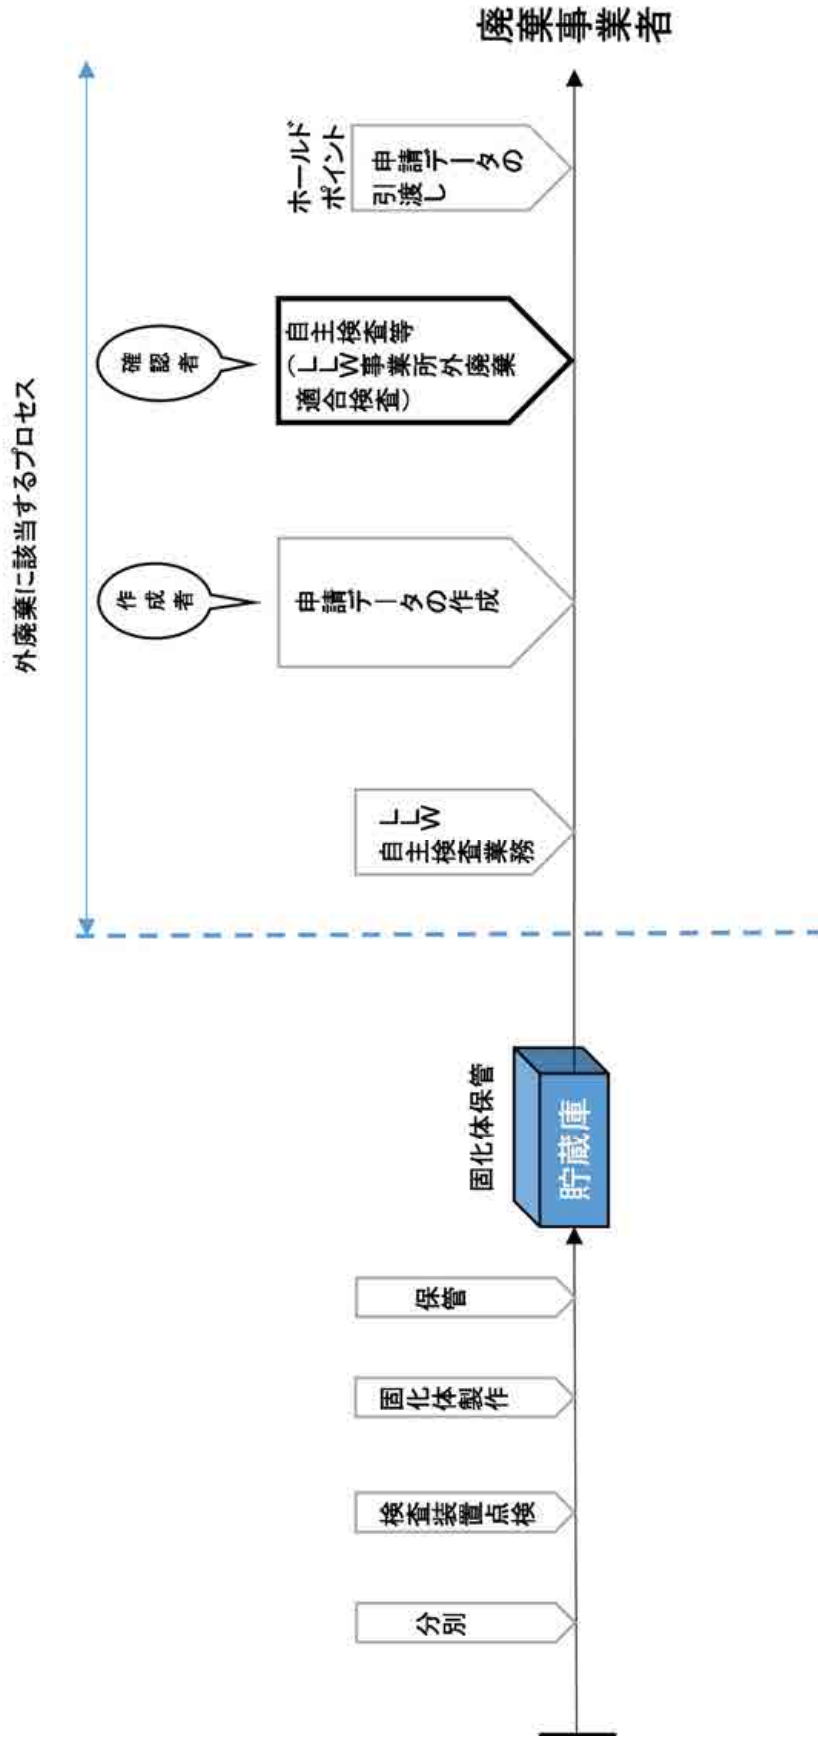 外廃棄に該当するプロセス
分別
検査装置点検
固化体製作
保管
固化体保管
貯蔵庫
LLW
自主検査業務
作成者
申請データの作成
確認者
自主検査等
(LLW事業所外廃棄
適合検査)
ホールド
ポイント
申請データの
引渡し
廃棄事業者